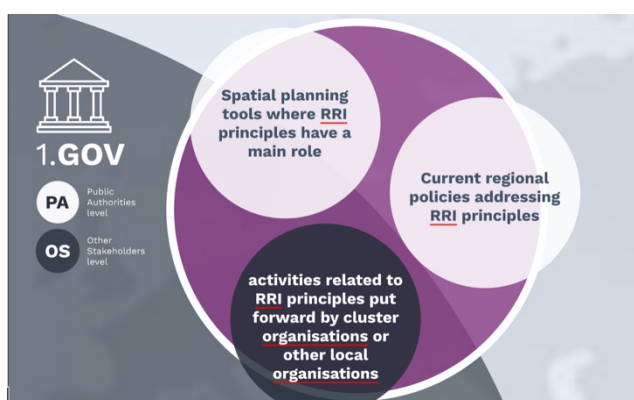 1.GOV
PA
Public
Authorities
level
OS
Other
Stakeholders
level
Spatial planning
tools where RRI
principles have a
main role
Current regional
policies addressing
RRI principles
activities related to
RRI principles put
forward by cluster
organisations or
other local
organisations